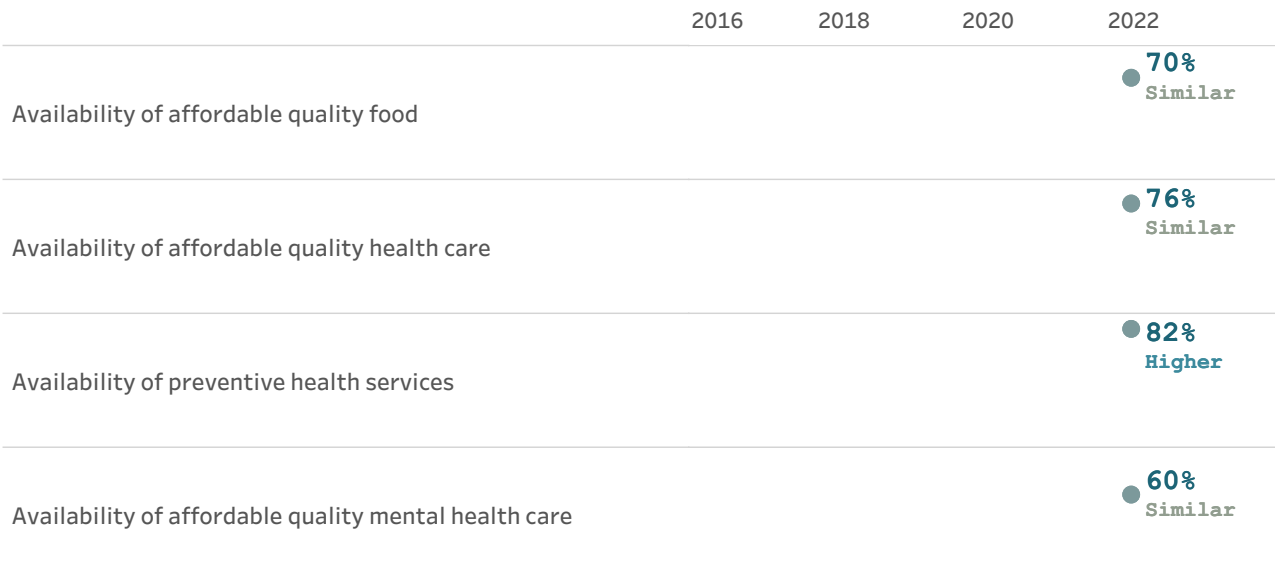 2016 2018 2020 2022
70%
Similar
Availability of affordable quality food
76%
Similar
Availability of affordable quality health care
82%
Higher
Availability of preventive health services
60%
Similar
Availability of affordable quality mental health care